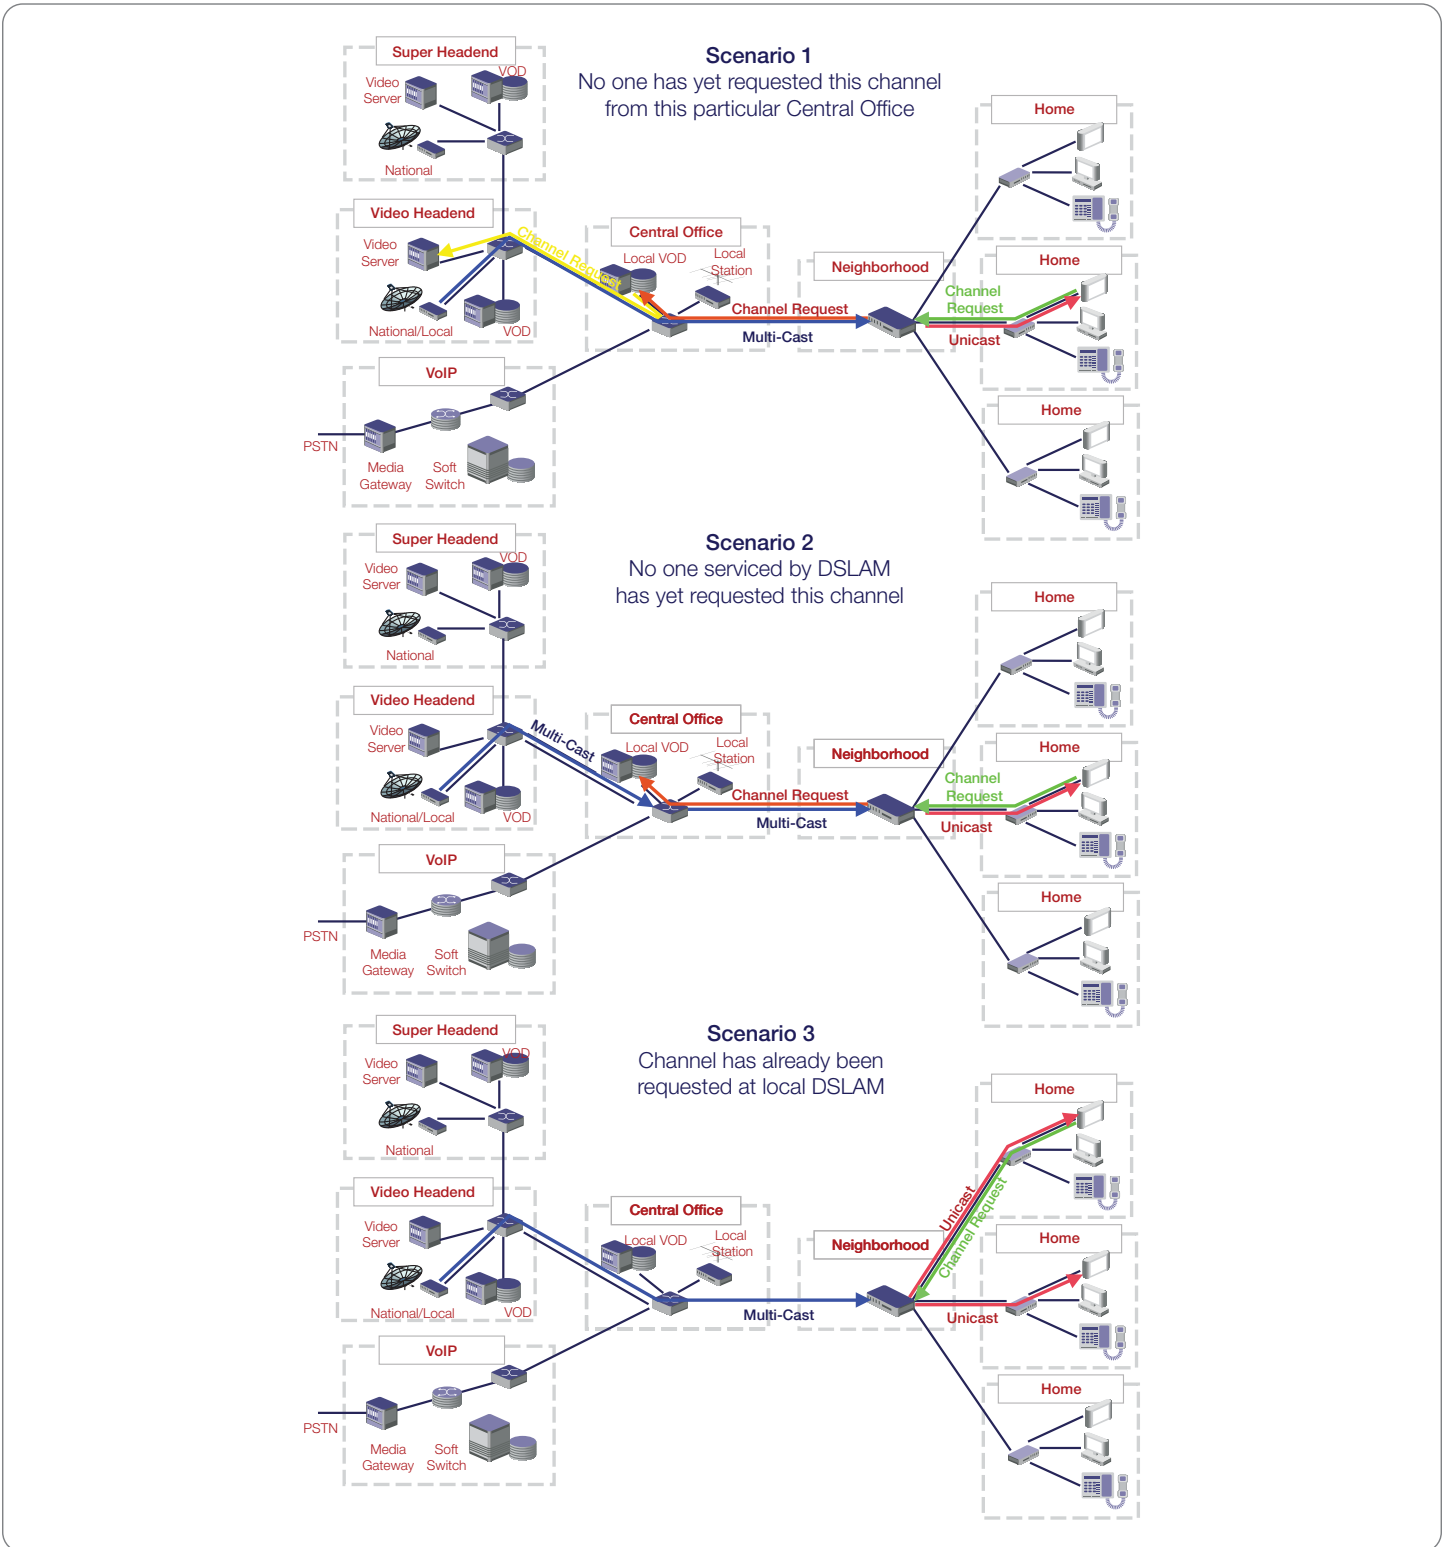 Scenario 1
No one has yet requested this channel
from this particular Central Office
Super Headend
VOD
Video
Server
National
Video Headend
Video
Server
National/Local
VOD
Channel Request
Central Office
Local VOD
Local
Station
Channel Request
Multi-Cast
Neighborhood
Channel
Request
Unicast
Home
Home
Home
VoIP
PSTN
Media
Gateway
Soft
Switch
Scenario 2
No one serviced by DSLAM
has yet requested this channel
Super Headend
VOD
Video
Server
National
Video Headend
Video
Server
National/Local
VOD
Multi-Cast
Central Office
Local VOD
Local
Station
Channel Request
Multi-Cast
Neighborhood
Channel
Request
Unicast
Home
Home
Home
VoIP
PSTN
Media
Gateway
Soft
Switch
Scenario 3
Channel has already been
requested at local DSLAM
Super Headend
VOD
Video
Server
National
Video Headend
Video
Server
National/Local
VOD
Central Office
Local VOD
Local
Station
Multi-Cast
Neighborhood
Unicast
Channel Request
Unicast
Home
Home
Home
VoIP
PSTN
Media
Gateway
Soft
Switch